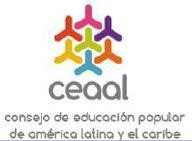 ceaal
consejo de educación popular
de américa latina y el caribe